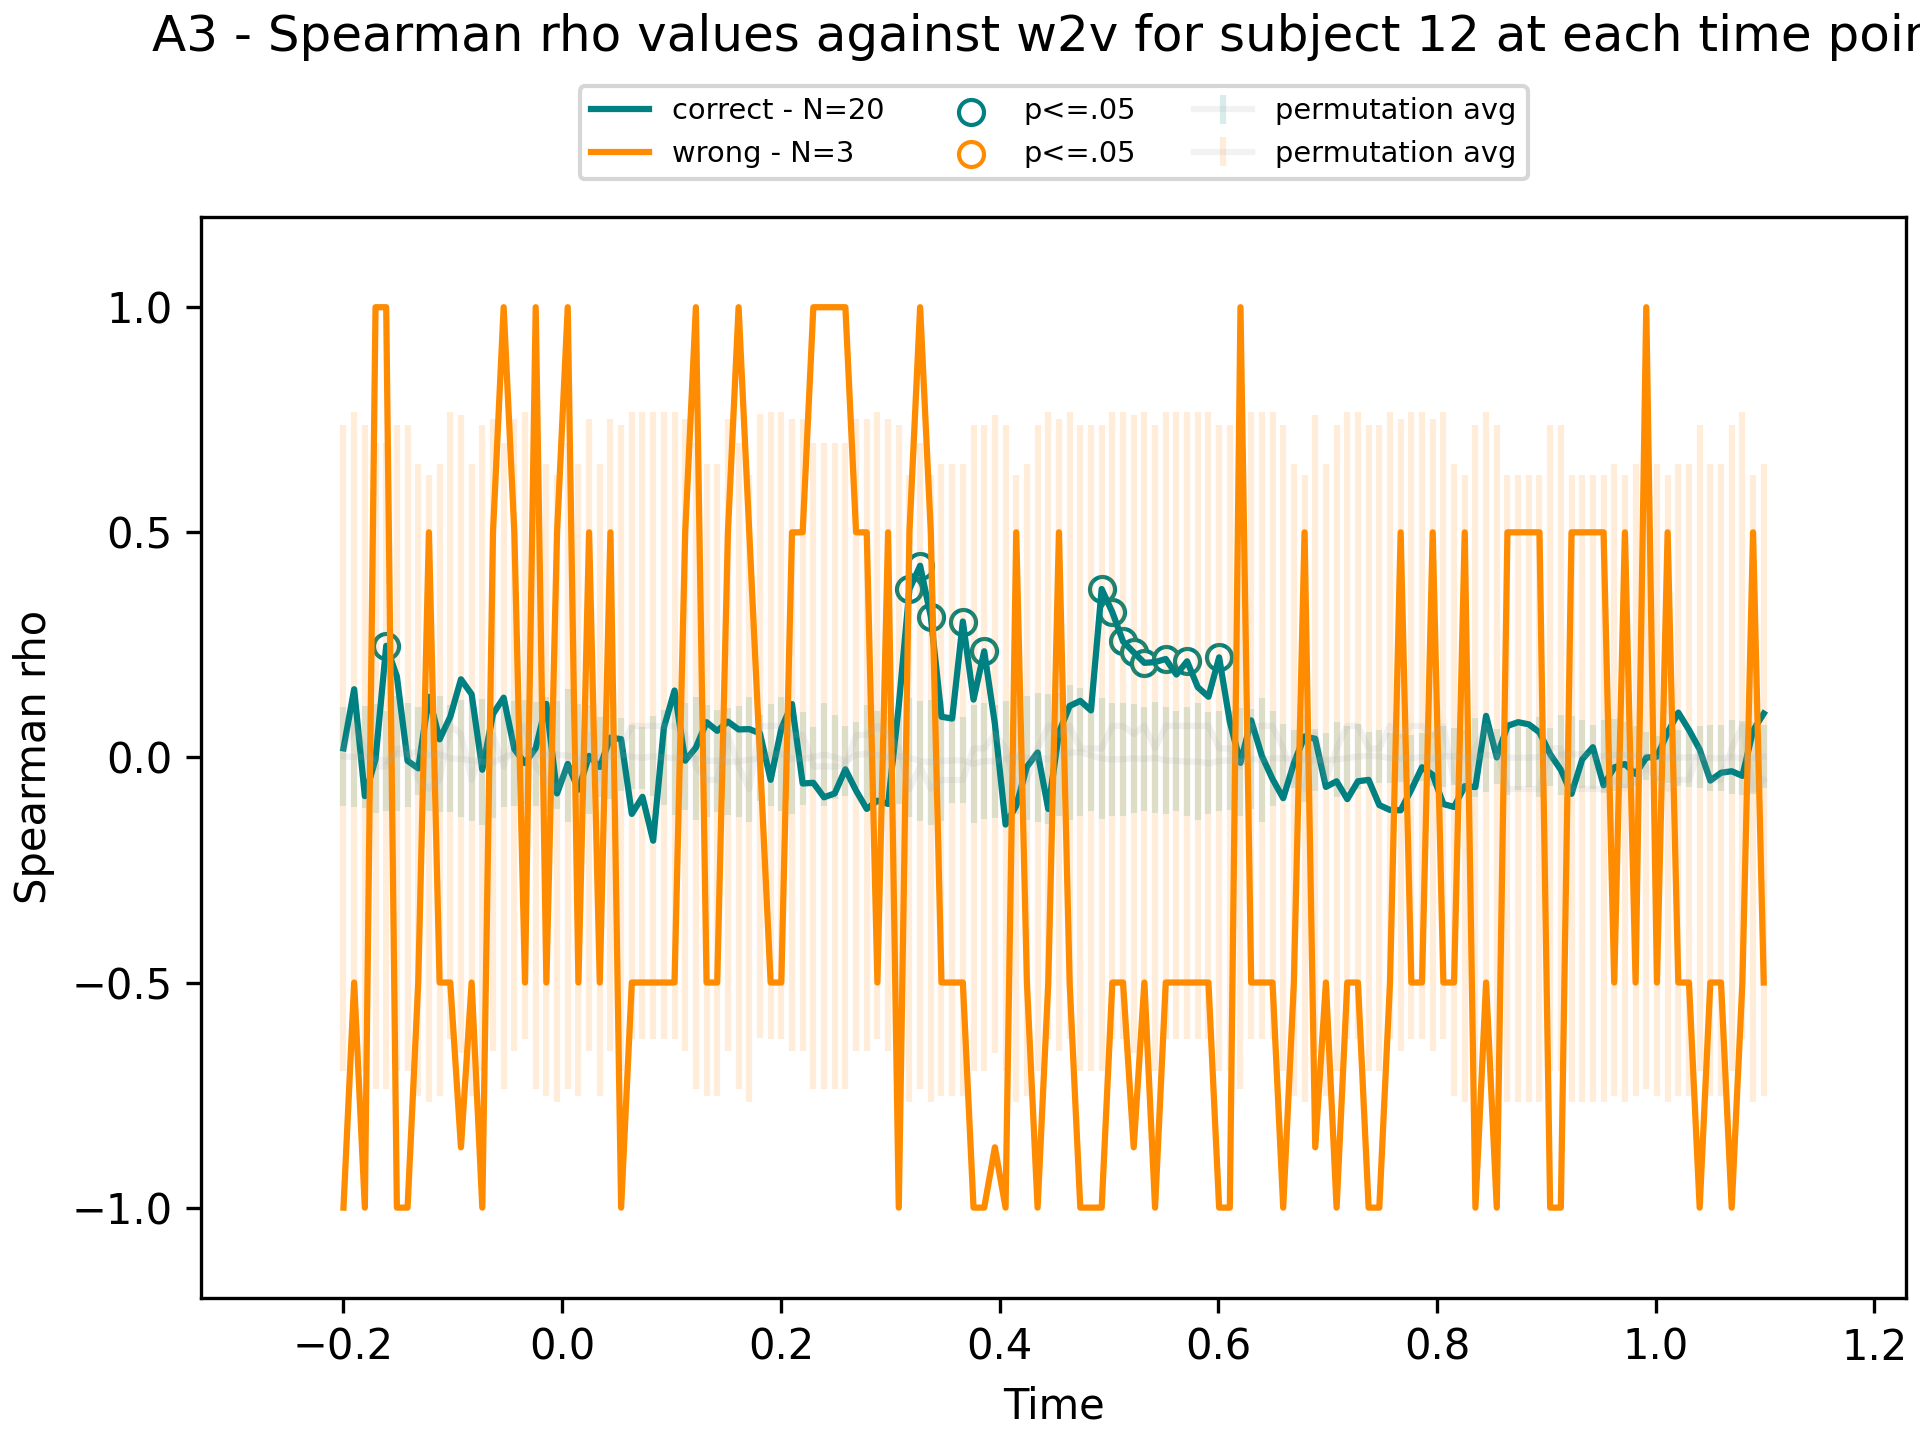 A3 - Spearman rho values against w2v for subject 12 at each time poin
correct - N=20 p<=.05 permutation avg
wrong - N=3 p<=.05 permutation avg
Spearman rho
1.0
0.5
0.0
−0.5
−1.0
−0.2 0.0 0.2 0.4 0.6 0.8 1.0 1.2
Time